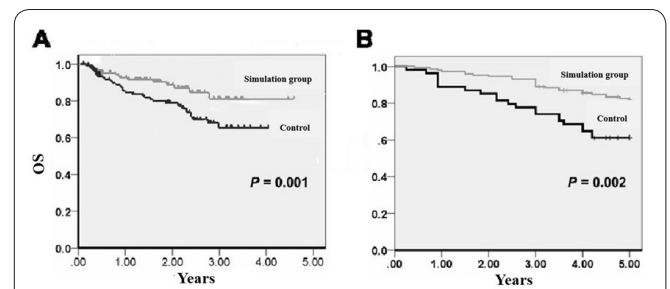 A
OS
1.0
0.8
0.6
0.4
0.2
0.0
Simulation group
Control
P = 0.001
.00 1.00 2.00 3.00 4.00 5.00
Years
B
1.0
0.8
.6
0.4
0.2
0.0
Simulation group
Control
P = 0.002
.00 1.00 2.00 3.00 4.00 5.00
Years